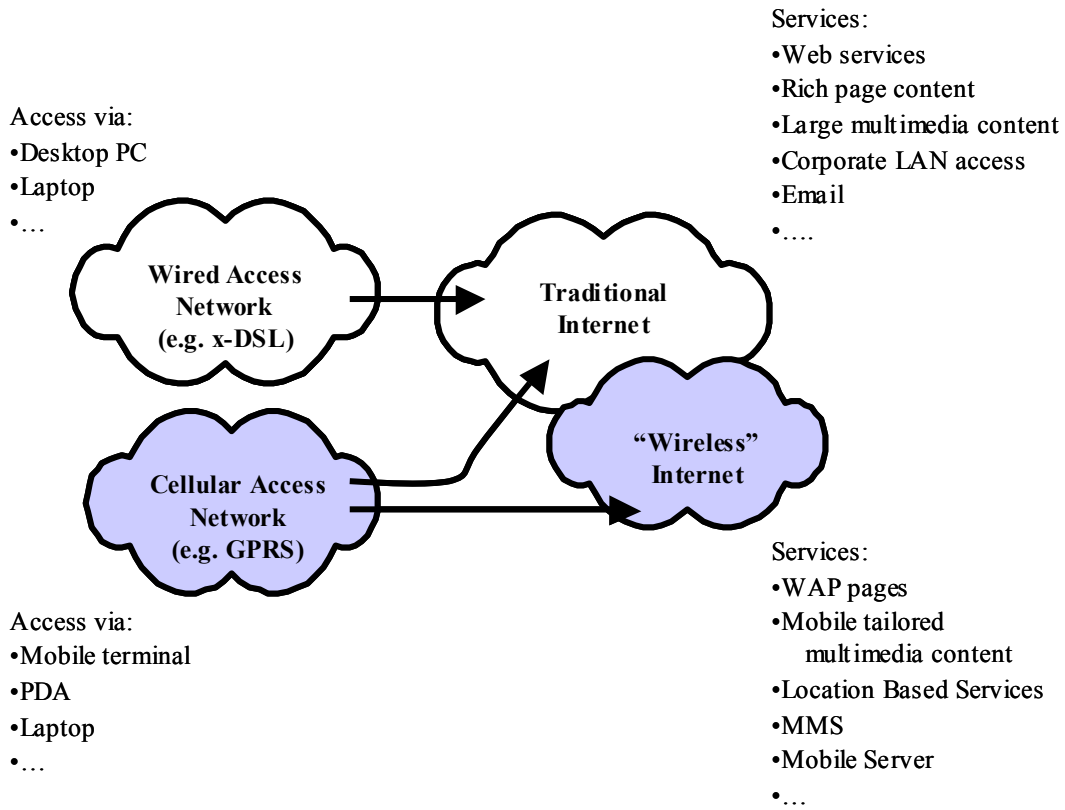 Services:
•Web services
•Rich page content
•Large multimedia content
•Corporate LAN access
•Email
•….
Access via:
•Desktop PC
•Laptop
•…
Wired Access
Network
(e.g. x-DSL)
Traditional
Internet
“Wireless”
Internet
Cellular Access
Network
(e.g. GPRS)
Access via:
•Mobile terminal
•PDA
•Laptop
•…
Services:
•WAP pages
•Mobile tailored
multimedia content
•Location Based Services
•MMS
•Mobile Server
•…